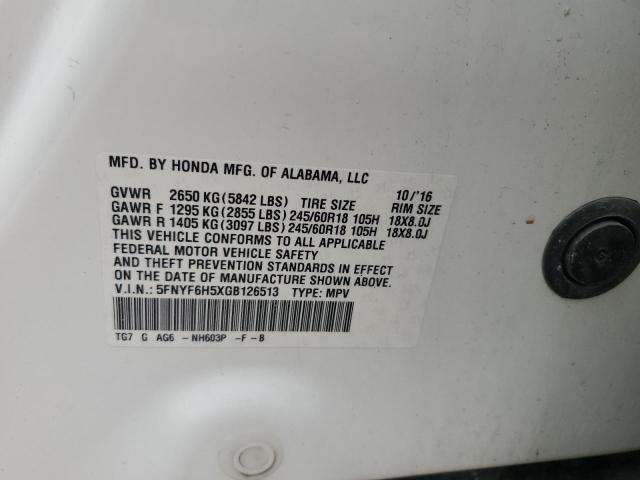 MFD. BY HONDA MFG. OF ALABAMA, LLC
GVWR 2650 KG(5842 LBS) TIRE SIZE 10/'16 RIM SIZE
GAWR F 1295 KG(2855 LBS) 245/60R18 105H 18X8.0J
GAWR R 1405 KG(3097 LBS) 245/60R18 105H 18X8.0J
THIS VEHICLE CONFORMS TO ALL APPLICABLE
FEDERAL MOTOR VEHICLE SAFETY
AND THEFT PREVENTION STANDARDS IN EFFECT
ON THE DATE OF MANUFACTURE SHOWN ABOVE.
V.I.N.: 5FNYF6H5XGB126513 TYPE: MPV
TG7 G AG6 -NH603P -F-B